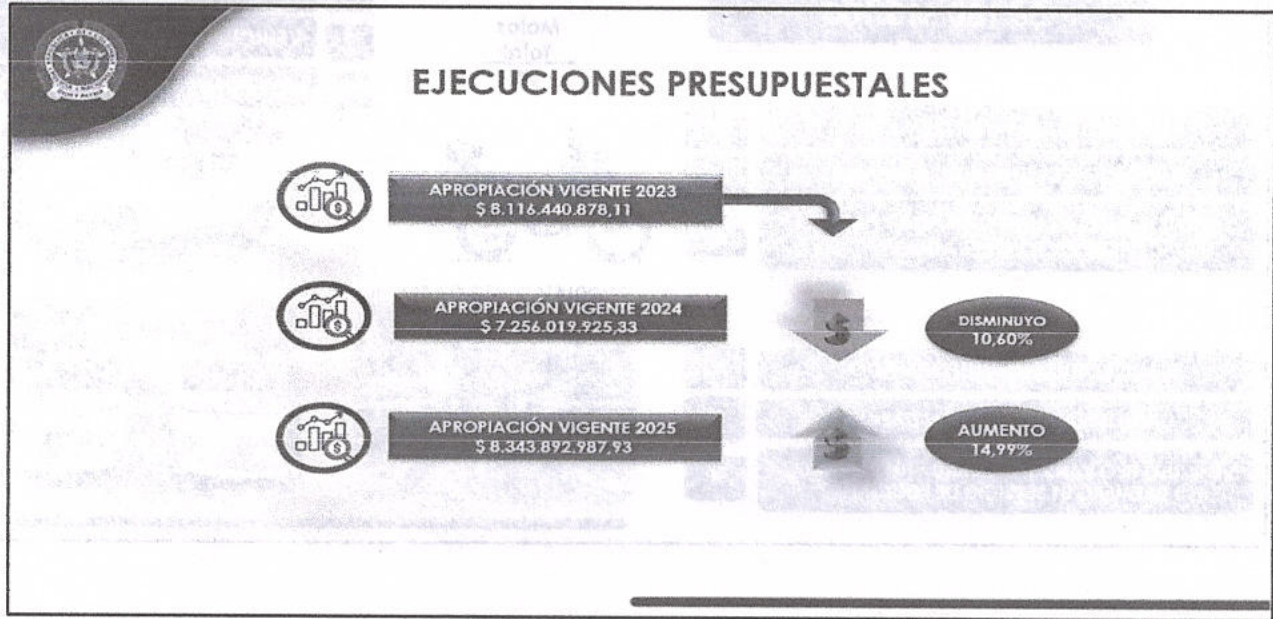 EJECUCIONES PRESUPUESTALES
APROPIACIÓN VIGENTE 2023
$ 8.116.440.878,11
APROPIACIÓN VIGENTE 2024
$ 7.256.019.925,33
DISMINUYO
10,60%
APROPIACIÓN VIGENTE 2025
$ 8.343.892.987,93
AUMENTO
14,99%